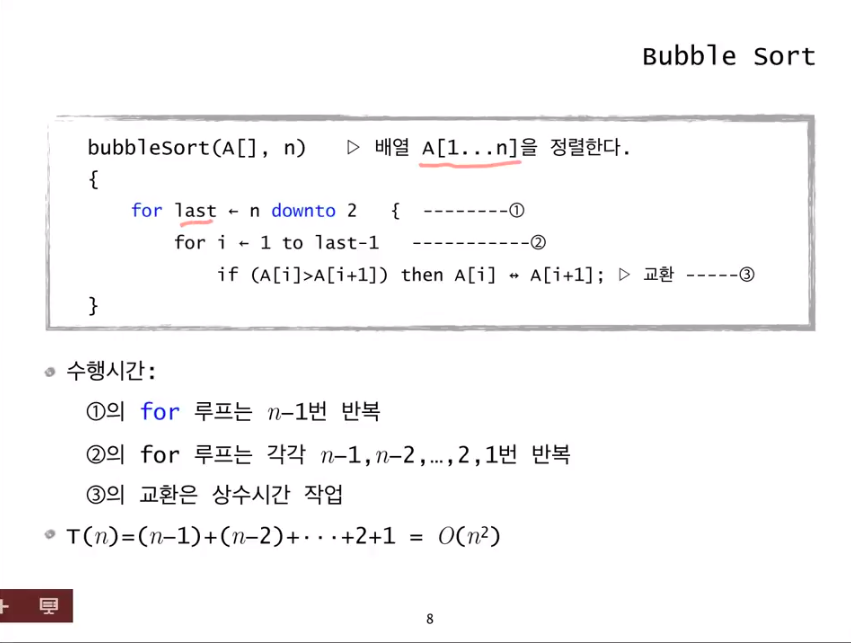 Bubble Sort
bubbleSort(A[], n) ▷ 배열 A[1...n]을 정렬한다.
{
for last ← n downto 2 { --------①
for i ← 1 to last-1 -----------②
if (A[i]>A[i+1]) then A[i] ↔ A[i+1]; ▷ 교환 -----③
}
수행시간:
①의 for 루프는 n-1번 반복
②의 for 루프는 각각 n-1,n-2,…,2,1번 반복
③의 교환은 상수시간 작업
T(n)=(n-1)+(n-2)+···+2+1 = O(n²)
8